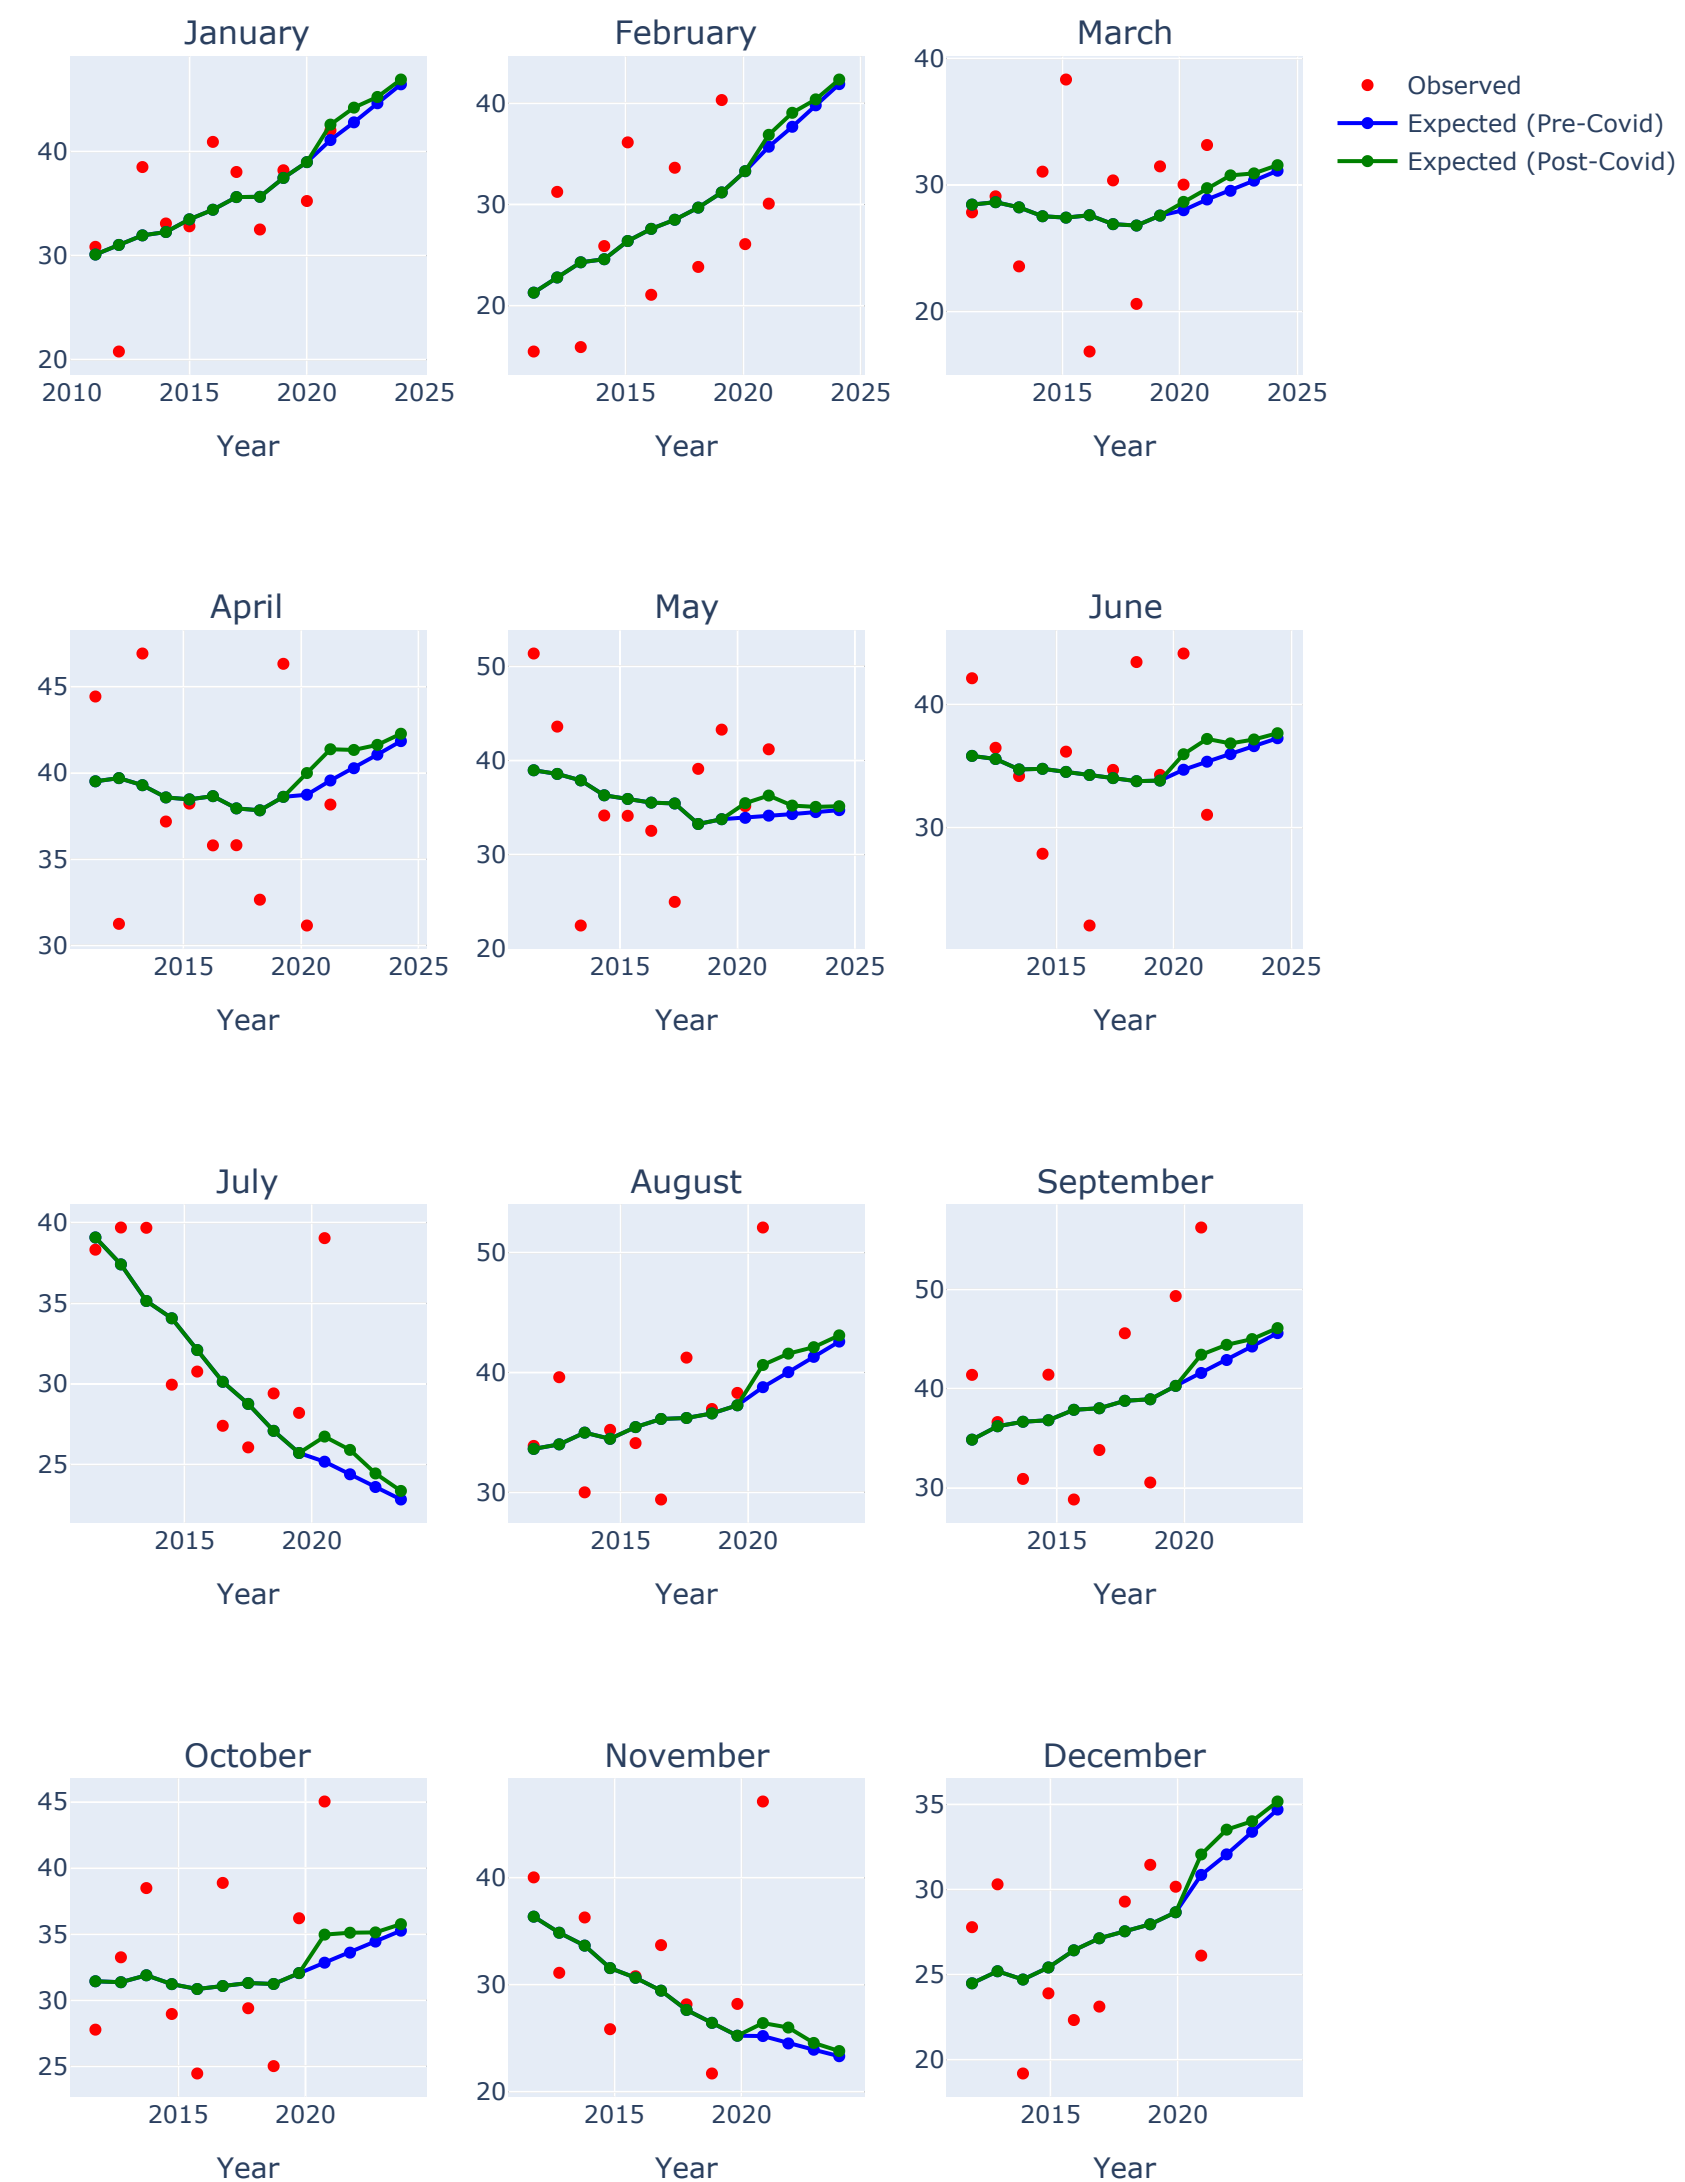 January
February
March
40
30
20
2010
2015
2020
2025
Year
40
30
20
2015
2020
2025
Year
40
30
20
2015
2020
2025
Year
Observed
Expected (Pre-Covid)
Expected (Post-Covid)
April
May
June
45
40
35
30
2015
2020
2025
Year
50
40
30
20
2015
2020
2025
Year
40
30
2015
2020
2025
Year
July
August
September
40
35
30
25
2015
2020
Year
50
40
30
2015
2020
Year
50
40
30
2015
2020
Year
October
November
December
45
40
35
30
25
2015
2020
Year
40
30
20
2015
2020
Year
35
30
25
20
2015
2020
Year